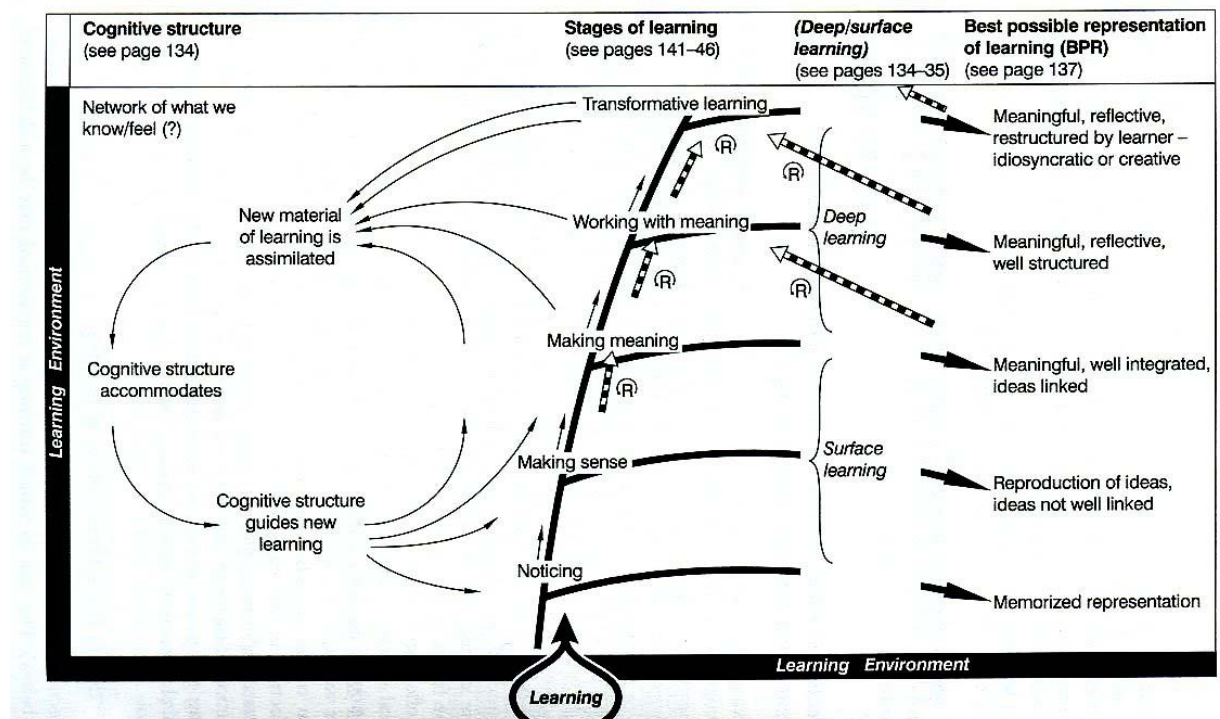 Cognitive structure
(see page 134)
Stages of learning
(see pages 141–46)
(Deep/surface
learning)
(see pages 134–35)
Best possible representation
of learning (BPR)
(see page 137)
Network of what we
know/feel (?)
Transformative learning
Meaningful, reflective,
restructured by learner –
idiosyncratic or creative
R
R
New material
of learning is
assimilated
Working with meaning
Deep
learning
Meaningful, reflective,
well structured
R
R
Learning Environment
Cognitive structure
accommodates
Making meaning
Meaningful, well integrated,
ideas linked
R
Making sense
Surface
learning
Reproduction of ideas,
ideas not well linked
Cognitive structure
guides new
learning
Noticing
Memorized representation
Learning Environment
Learning